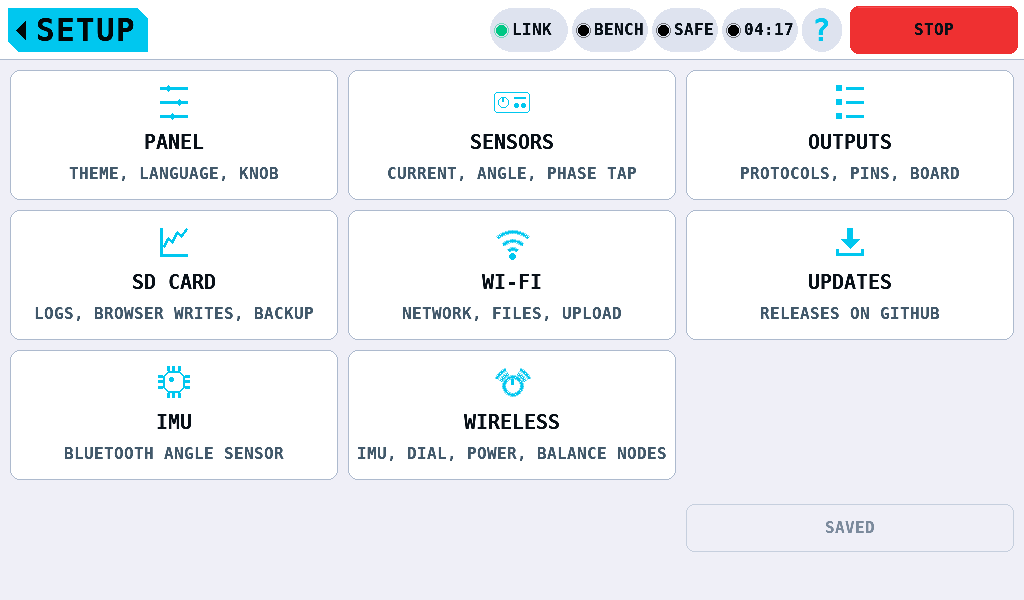 SETUP
LINK
BENCH
SAFE
04:17
?
STOP
PANEL
THEME, LANGUAGE, KNOB
SENSORS
CURRENT, ANGLE, PHASE TAP
OUTPUTS
PROTOCOLS, PINS, BOARD
SD CARD
LOGS, BROWSER WRITES, BACKUP
WI-FI
NETWORK, FILES, UPLOAD
UPDATES
RELEASES ON GITHUB
IMU
BLUETOOTH ANGLE SENSOR
WIRELESS
IMU, DIAL, POWER, BALANCE NODES
SAVED